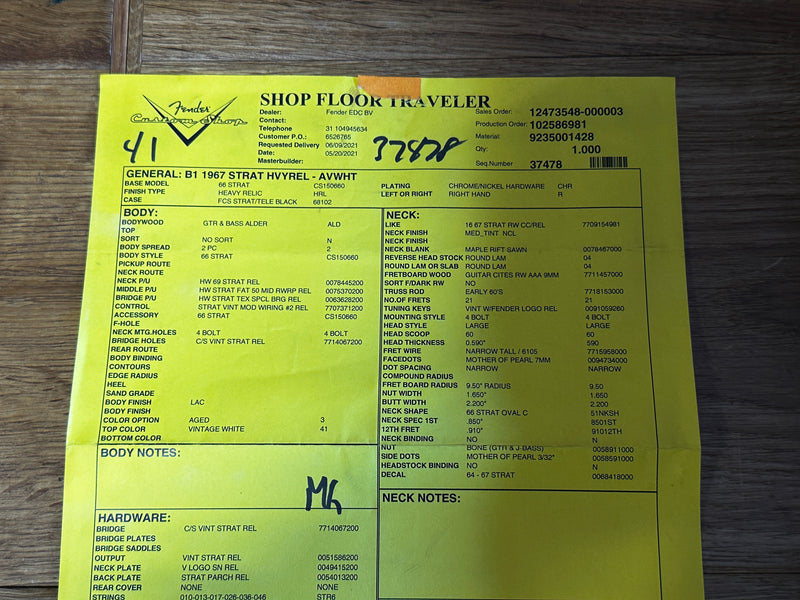 Fender
Custom Shop
SHOP FLOOR TRAVELER
Dealer: Fender EDC BV
Contact:
Telephone 31 104945634
Customer P.O.: 6526765
Requested Delivery 06/09/2021
Date: 05/20/2021
Masterbuilder:
Sales Order: 12473548-000003
Production Order: 102586981
Material: 9235001428
Qty: 1.000
Seq.Number 37478
41
37478
GENERAL: B1 1967 STRAT HVYREL - AVWHT
BASE MODEL 66 STRAT CS150660 PLATING CHROME/NICKEL HARDWARE CHR
FINISH TYPE HEAVY RELIC HRL LEFT OR RIGHT RIGHT HAND R
CASE FCS STRAT/TELE BLACK 68102
BODY:
BODYWOOD GTR & BASS ALDER ALD
TOP
SORT NO SORT N
BODY SPREAD 2 PC 2
BODY STYLE 66 STRAT CS150660
PICKUP ROUTE
NECK ROUTE
NECK P/U HW 69 STRAT REL 0078445200
MIDDLE P/U HW STRAT FAT 50 MID RWRP REL 0075370200
BRIDGE P/U HW STRAT TEX SPCL BRG REL 0063628200
CONTROL STRAT VINT MOD WIRING #2 REL 7707371200
ACCESSORY 66 STRAT CS150660
F-HOLE
NECK MTG.HOLES 4 BOLT 4 BOLT
BRIDGE HOLES C/S VINT STRAT REL 7714067200
REAR ROUTE
BODY BINDING
CONTOURS
EDGE RADIUS
HEEL
SAND GRADE
BODY FINISH LAC
BODY FINISH
COLOR OPTION AGED 3
TOP COLOR VINTAGE WHITE 41
BOTTOM COLOR
BODY NOTES:
HARDWARE:
BRIDGE C/S VINT STRAT REL 7714067200
BRIDGE PLATES
BRIDGE SADDLES
OUTPUT VINT STRAT REL 0051586200
NECK PLATE V LOGO SN REL 0049415200
BACK PLATE STRAT PARCH REL 0054013200
REAR COVER NONE NONE
STRINGS 010-013-017-026-036-046 STR6
NECK:
LIKE 16 67 STRAT RW CC/REL 7709154981
NECK FINISH MED_TINT NCL
NECK FINISH
NECK BLANK MAPLE RIFT SAWN 0078467000
REVERSE HEAD STOCK ROUND LAM 04
ROUND LAM OR SLAB ROUND LAM 04
FRETBOARD WOOD GUITAR CITES RW AAA 9MM 7711457000
SORT F/DARK RW NO
TRUSS ROD EARLY 60'S 7718153000
NO.OF FRETS 21 21
TUNING KEYS VINT W/FENDER LOGO REL 0091059260
MOUNTING STYLE 4 BOLT 4 BOLT
HEAD STYLE LARGE LARGE
HEAD SCOOP 60 60
HEAD THICKNESS 0.590" 590
FRET WIRE NARROW TALL / 6105 7715958000
FACEDOTS MOTHER OF PEARL 7MM 0094734000
DOT SPACING NARROW NARROW
COMPOUND RADIUS
FRET BOARD RADIUS 9.50" RADIUS 9.50
NUT WIDTH 1.650" 1.650
BUTT WIDTH 2.200" 2.200
NECK SHAPE 66 STRAT OVAL C 51NKSH
NECK SPEC 1ST .850" 8501ST
12TH FRET .910" 91012TH
NECK BINDING NO N
NUT BONE (GTR & J-BASS) 0058911000
SIDE DOTS MOTHER OF PEARL 3/32" 0058591000
HEADSTOCK BINDING NO N
DECAL 64 - 67 STRAT 0068418000
NECK NOTES: